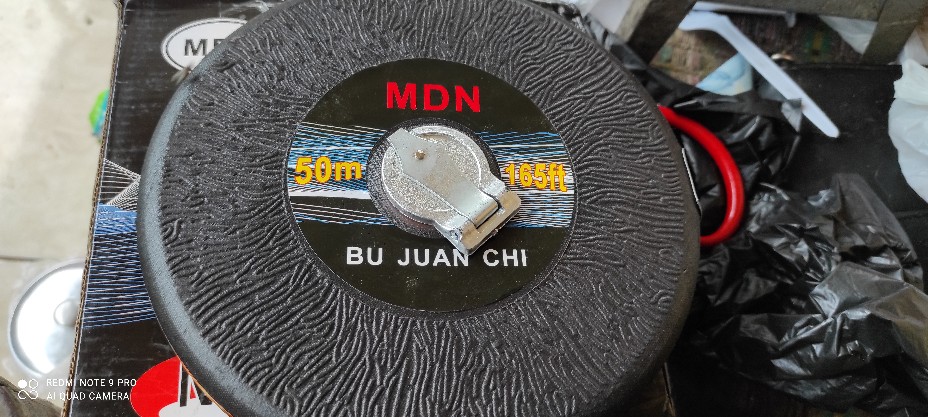 MDN
50m 165ft
BU JUAN CHI
REDMI NOTE 9 PRO
AI QUAD CAMERA